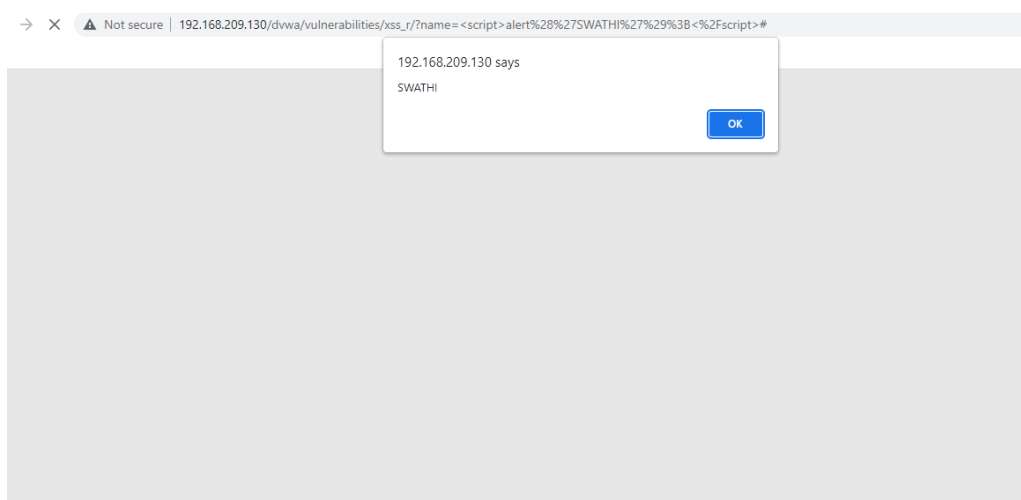 Not secure | 192.168.209.130/dvwa/vulnerabilities/xss_r/?name=<script>alert%28%27SWATHI%27%29%3B<%2Fscript>#
192.168.209.130 says
SWATHI
OK